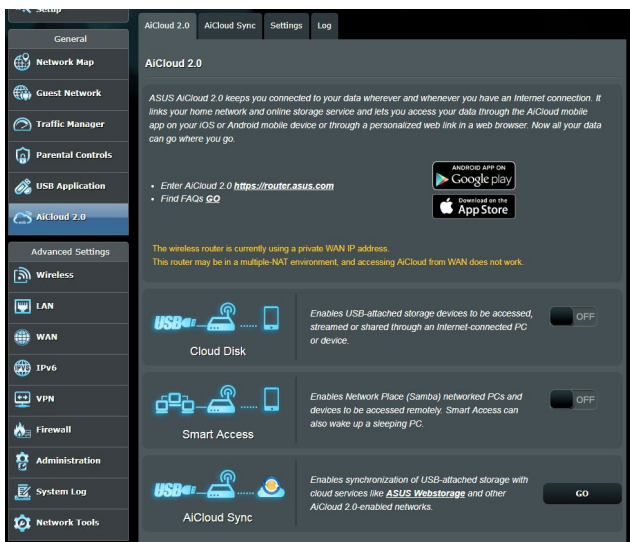 Setup
General
Network Map
Guest Network
Traffic Manager
Parental Controls
USB Application
AiCloud 2.0
Advanced Settings
Wireless
LAN
WAN
IPv6
VPN
Firewall
Administration
System Log
Network Tools
AiCloud 2.0
AiCloud Sync
Settings
Log
AiCloud 2.0
ASUS AiCloud 2.0 keeps you connected to your data wherever and whenever you have an Internet connection. It
links your home network and online storage service and lets you access your data through the AiCloud mobile
app on your iOS or Android mobile device or through a personalized web link in a web browser. Now all your data
can go where you go.
• Enter AiCloud 2.0 https://router.asus.com
• Find FAQs GO
ANDROID APP ON
Google play
Download on the
App Store
The wireless router is currently using a private WAN IP address.
This router may be in a multiple-NAT environment, and accessing AiCloud from WAN does not work.
USB
Cloud Disk
Enables USB-attached storage devices to be accessed,
streamed or shared through an Internet-connected PC
or device.
OFF
Smart Access
Enables Network Place (Samba) networked PCs and
devices to be accessed remotely. Smart Access can
also wake up a sleeping PC.
OFF
USB
AiCloud Sync
Enables synchronization of USB-attached storage with
cloud services like ASUS Webstorage and other
AiCloud 2.0-enabled networks.
GO